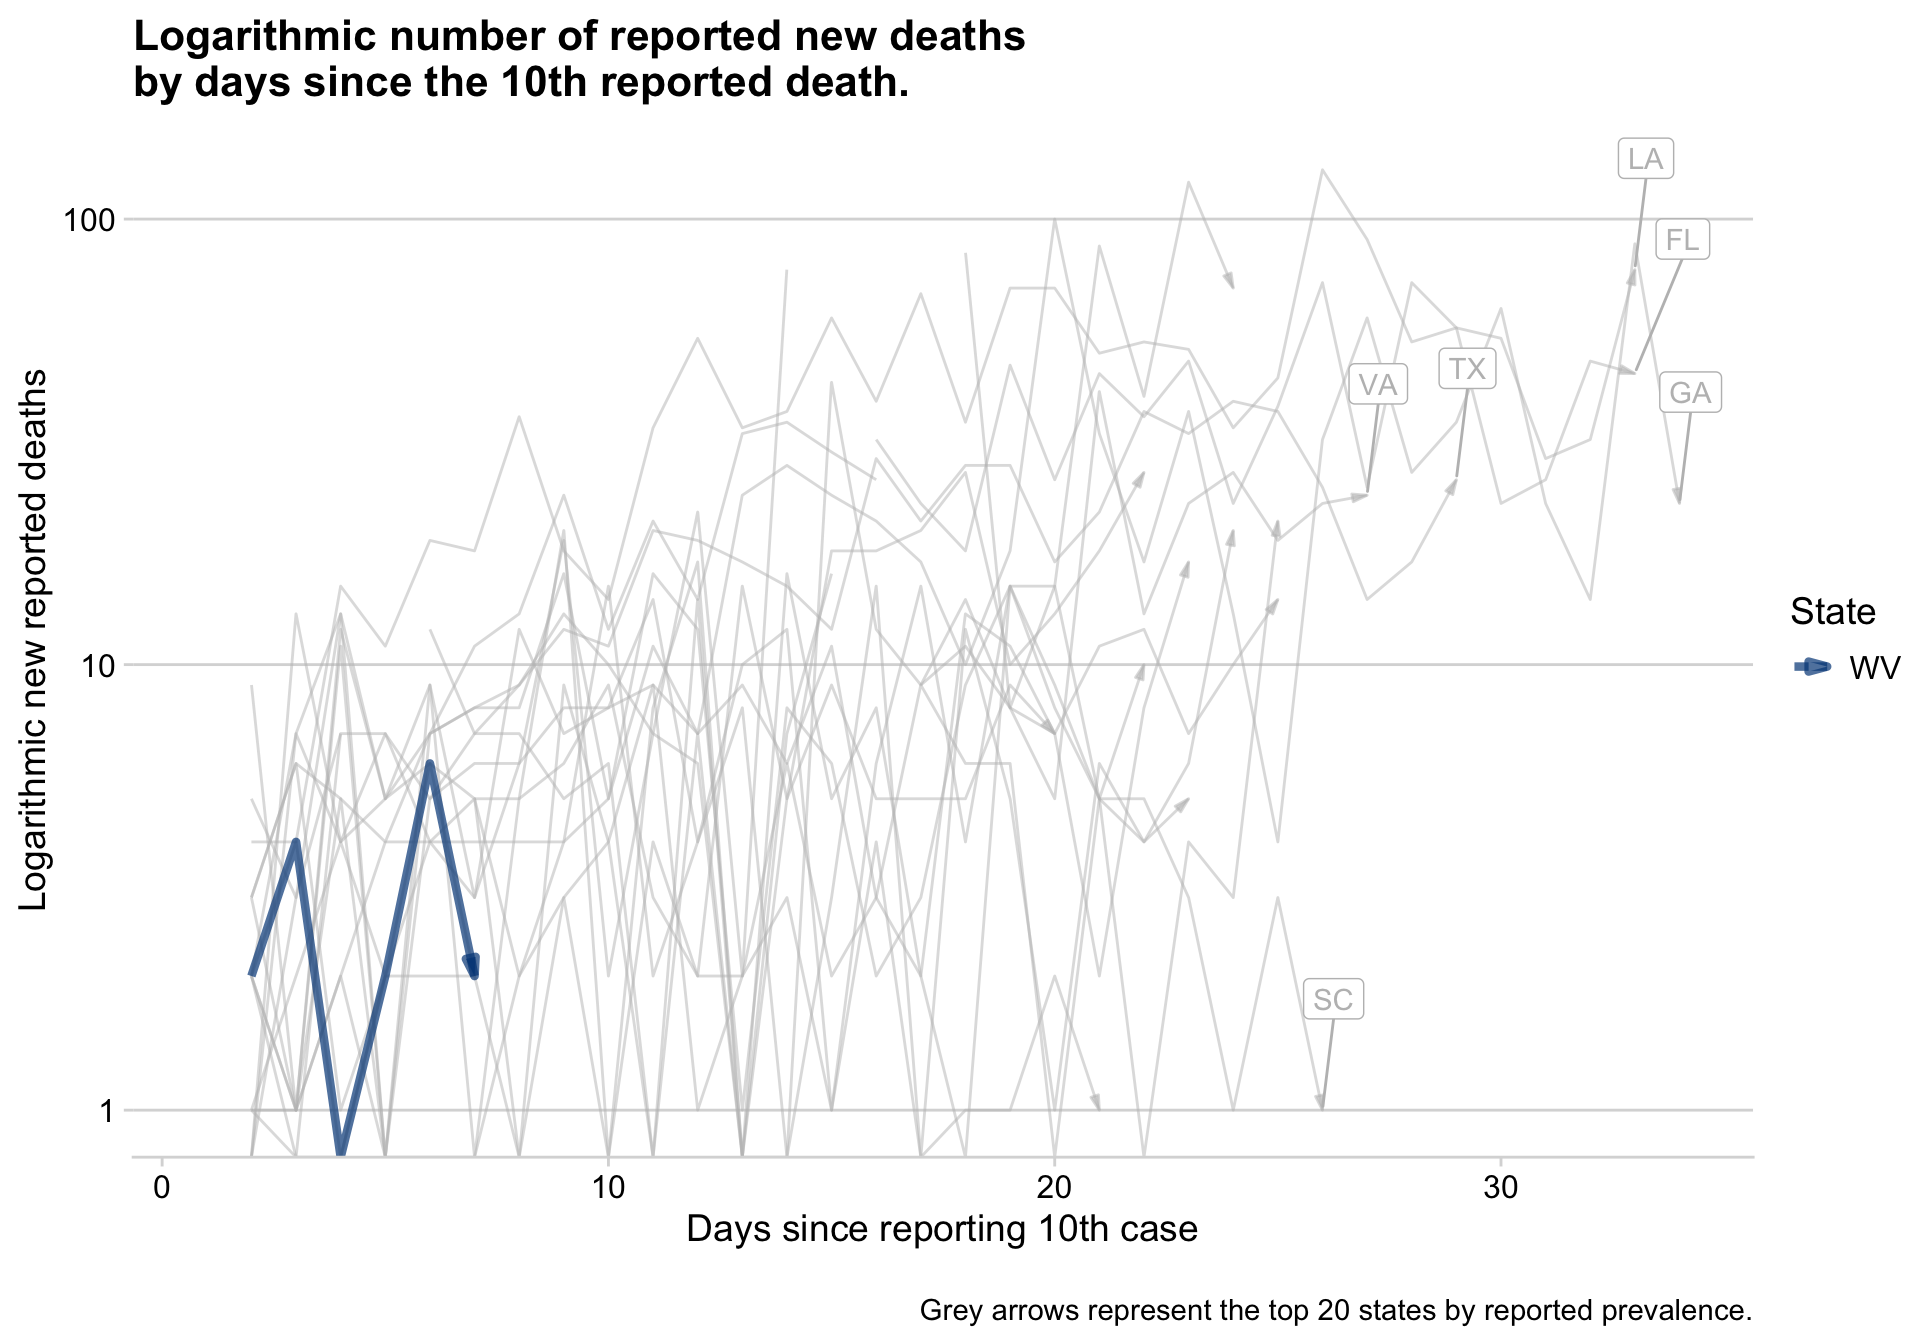 Logarithmic number of reported new deaths
by days since the 10th reported death.
Logarithmic new reported deaths
100
10
1
LA
FL
TX
VA
GA
SC
State
WV
0 10 20 30
Days since reporting 10th case
Grey arrows represent the top 20 states by reported prevalence.